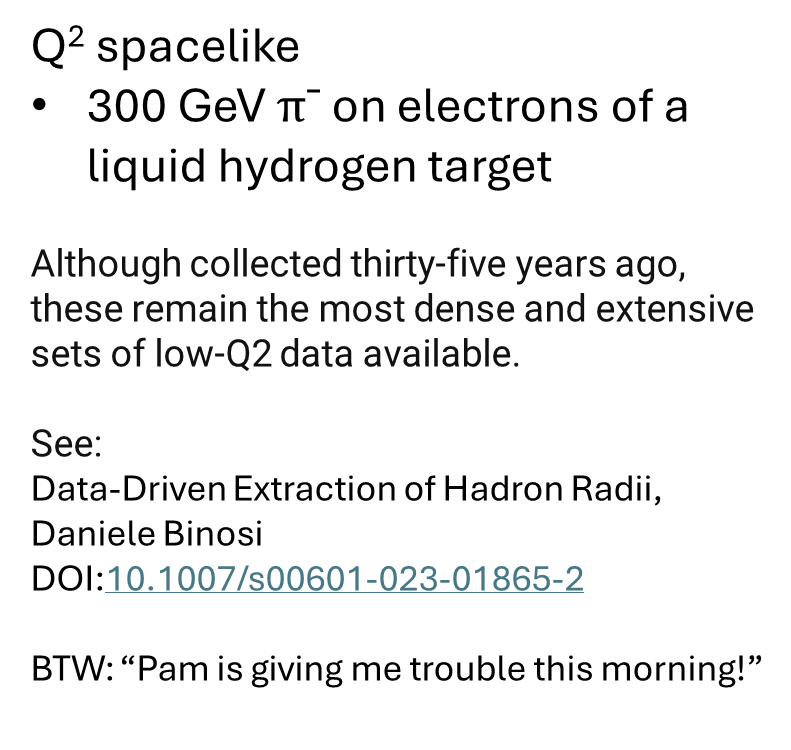 Q² spacelike
• 300 GeV π⁻ on electrons of a
liquid hydrogen target
Although collected thirty-five years ago,
these remain the most dense and extensive
sets of low-Q2 data available.
See:
Data-Driven Extraction of Hadron Radii,
Daniele Binosi
DOI:10.1007/s00601-023-01865-2
BTW: “Pam is giving me trouble this morning!”